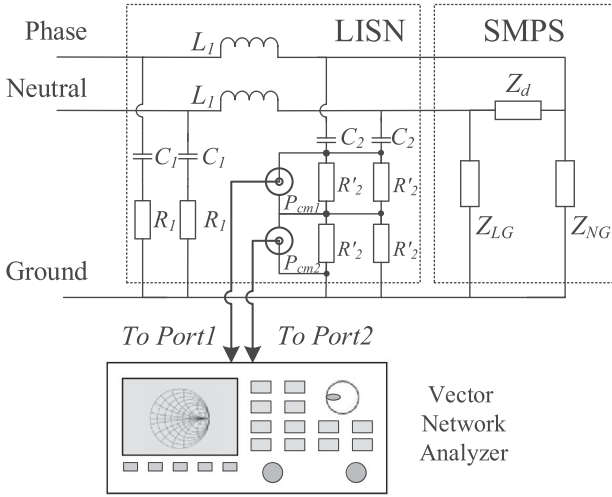 Phase
LISN
SMPS
L1
Neutral
L1
Zd
C1
C1
C2
C2
R'2
R'2
Pcm1
R1
R1
R'2
R'2
Pcm2
ZLG
ZNG
Ground
To Port1
To Port2
Vector
Network
Analyzer